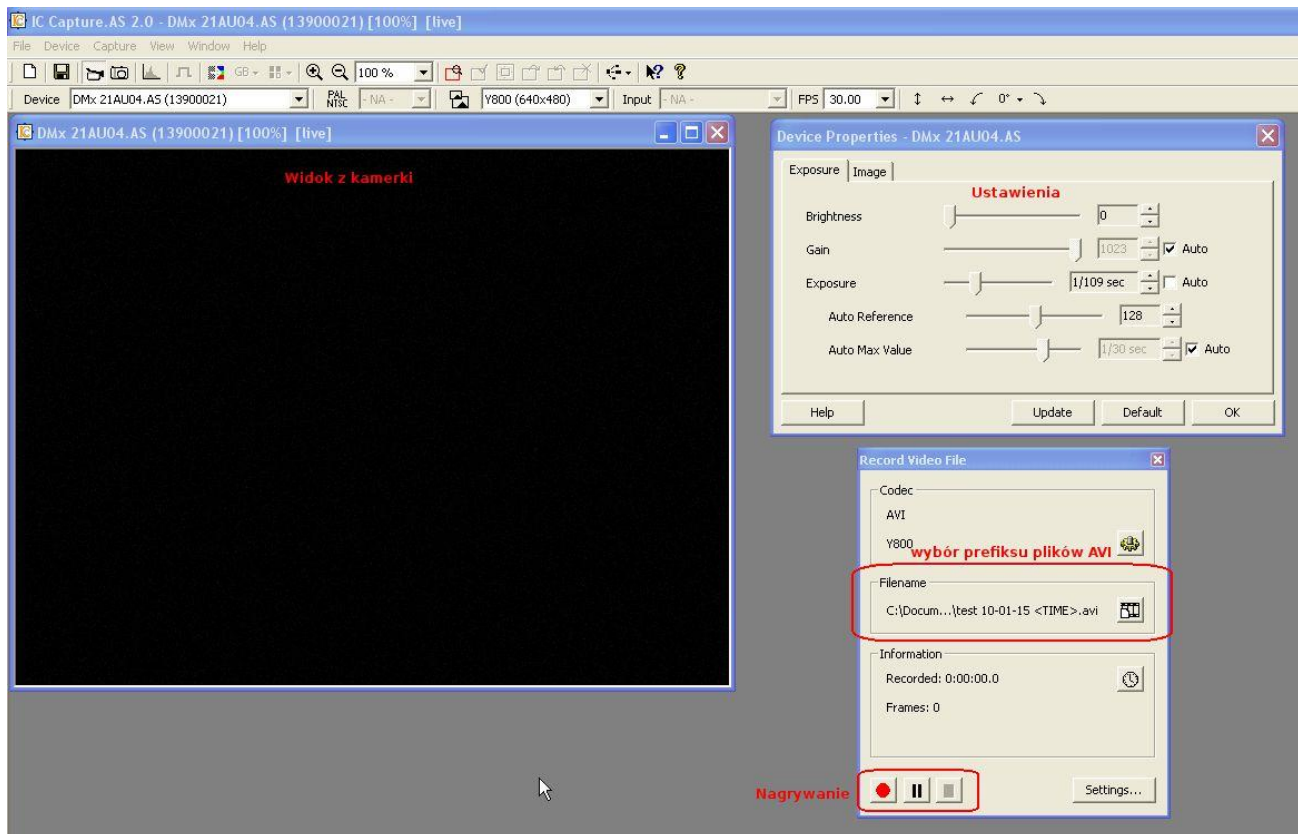 IC Capture.AS 2.0 - DMx 21AU04.AS (13900021) [100%] [live]
File Device Capture View Window Help
GB 100 %
Device DMx 21AU04.AS (13900021) PAL NTSC - NA - Y800 (640x480) Input - NA - FPS 30.00 0°
DMx 21AU04.AS (13900021) [100%] [live]
Widok z kamerki
Device Properties - DMx 21AU04.AS
Exposure Image
Ustawienia
Brightness 0
Gain 1023 Auto
Exposure 1/109 sec Auto
Auto Reference 128
Auto Max Value 1/30 sec Auto
Help Update Default OK
Record Video File
Codec
AVI
Y800
wybór prefiksu plików AVI
Filename
C:\Docum...\test 10-01-15 <TIME>.avi
Information
Recorded: 0:00:00.0
Frames: 0
Nagrywanie
Settings...